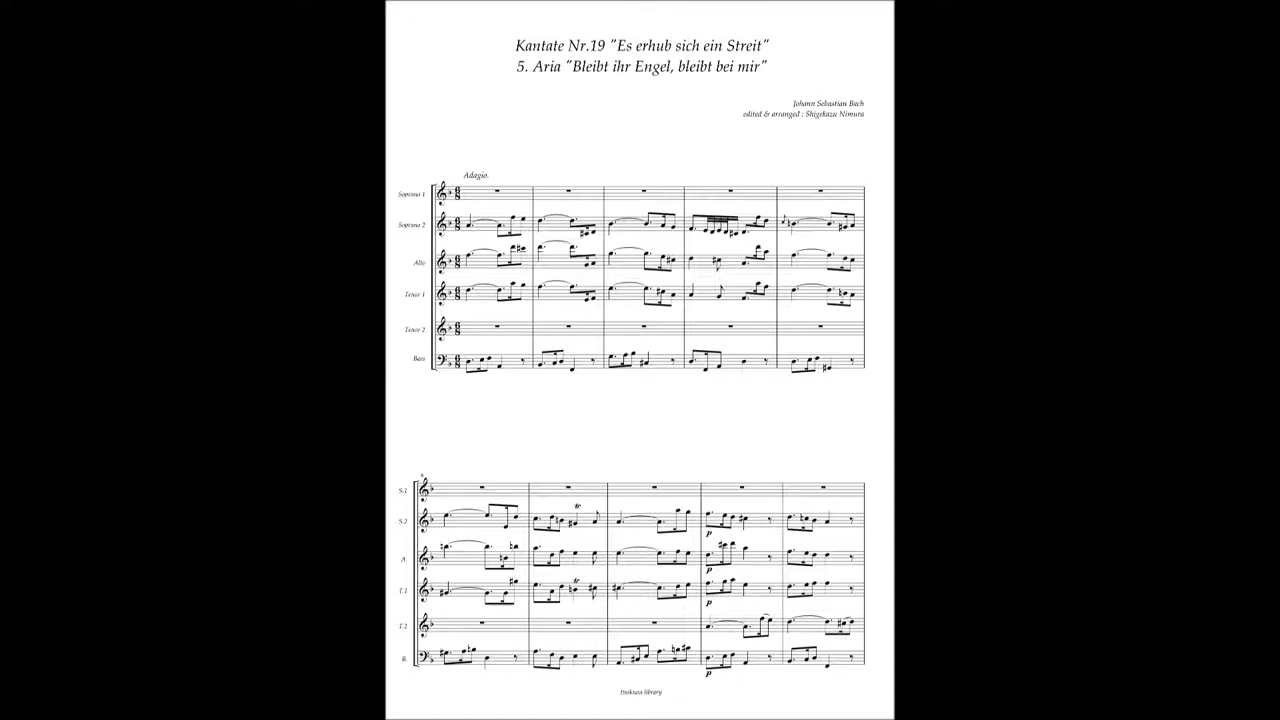 Kantate Nr.19 "Es erhub sich ein Streit"
5. Aria "Bleibt ihr Engel, bleibt bei mir"
Johann Sebastian Bach
edited & arranged : Shigekazu Nimura
Adagio.
Soprano 1
Soprano 2
Alto
Tenor 1
Tenor 2
Bass
6
S.1
S.2
A.
T.1
T.2
B.
p
p
p
p
Itsokuza library